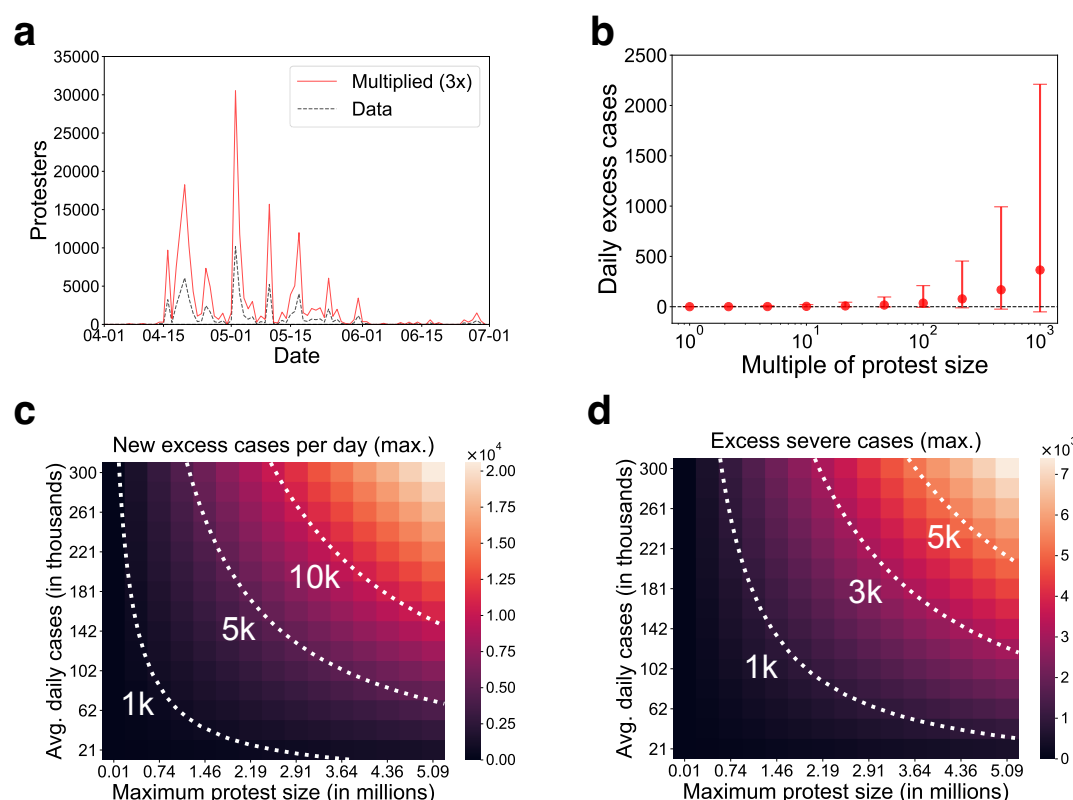 a
35000
30000
25000
20000
15000
10000
5000
0
Protesters
Multiplied (3x)
Data
04-01 04-15 05-01 05-15 06-01 06-15 07-01
Date
b
2500
2000
1500
1000
500
0
Daily excess cases
10^0 10^1 10^2 10^3
Multiple of protest size
c
New excess cases per day (max.)
×10^4
300
261
221
181
142
102
62
21
Avg. daily cases (in thousands)
1k
5k
10k
2.00
1.75
1.50
1.25
1.00
0.75
0.50
0.25
0.00
0.01 0.74 1.46 2.19 2.91 3.64 4.36 5.09
Maximum protest size (in millions)
d
Excess severe cases (max.)
×10^3
300
261
221
181
142
102
62
21
Avg. daily cases (in thousands)
1k
3k
5k
7
6
5
4
3
2
1
0
0.01 0.74 1.46 2.19 2.91 3.64 4.36 5.09
Maximum protest size (in millions)